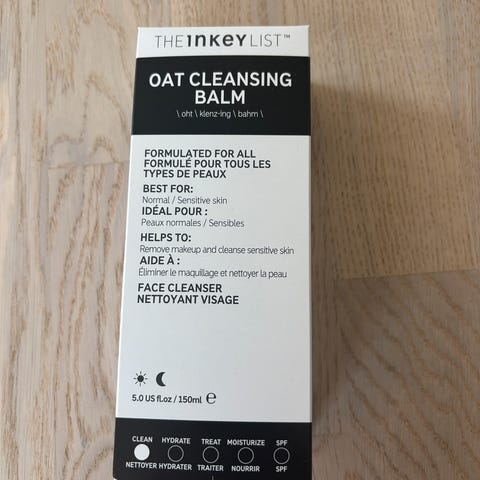 THE INKEY LIST™
OAT CLEANSING
BALM
\ oht \ klenz-ing \ bahm \
FORMULATED FOR ALL
FORMULÉ POUR TOUS LES
TYPES DE PEAUX
BEST FOR:
Normal / Sensitive skin
IDÉAL POUR :
Peaux normales / Sensibles
HELPS TO:
Remove makeup and cleanse sensitive skin
AIDE À :
Éliminer le maquillage et nettoyer la peau
FACE CLEANSER
NETTOYANT VISAGE
5.0 US fl.oz / 150ml ℮
CLEAN HYDRATE TREAT MOISTURIZE SPF
NETTOYER HYDRATER TRAITER NOURRIR SPF